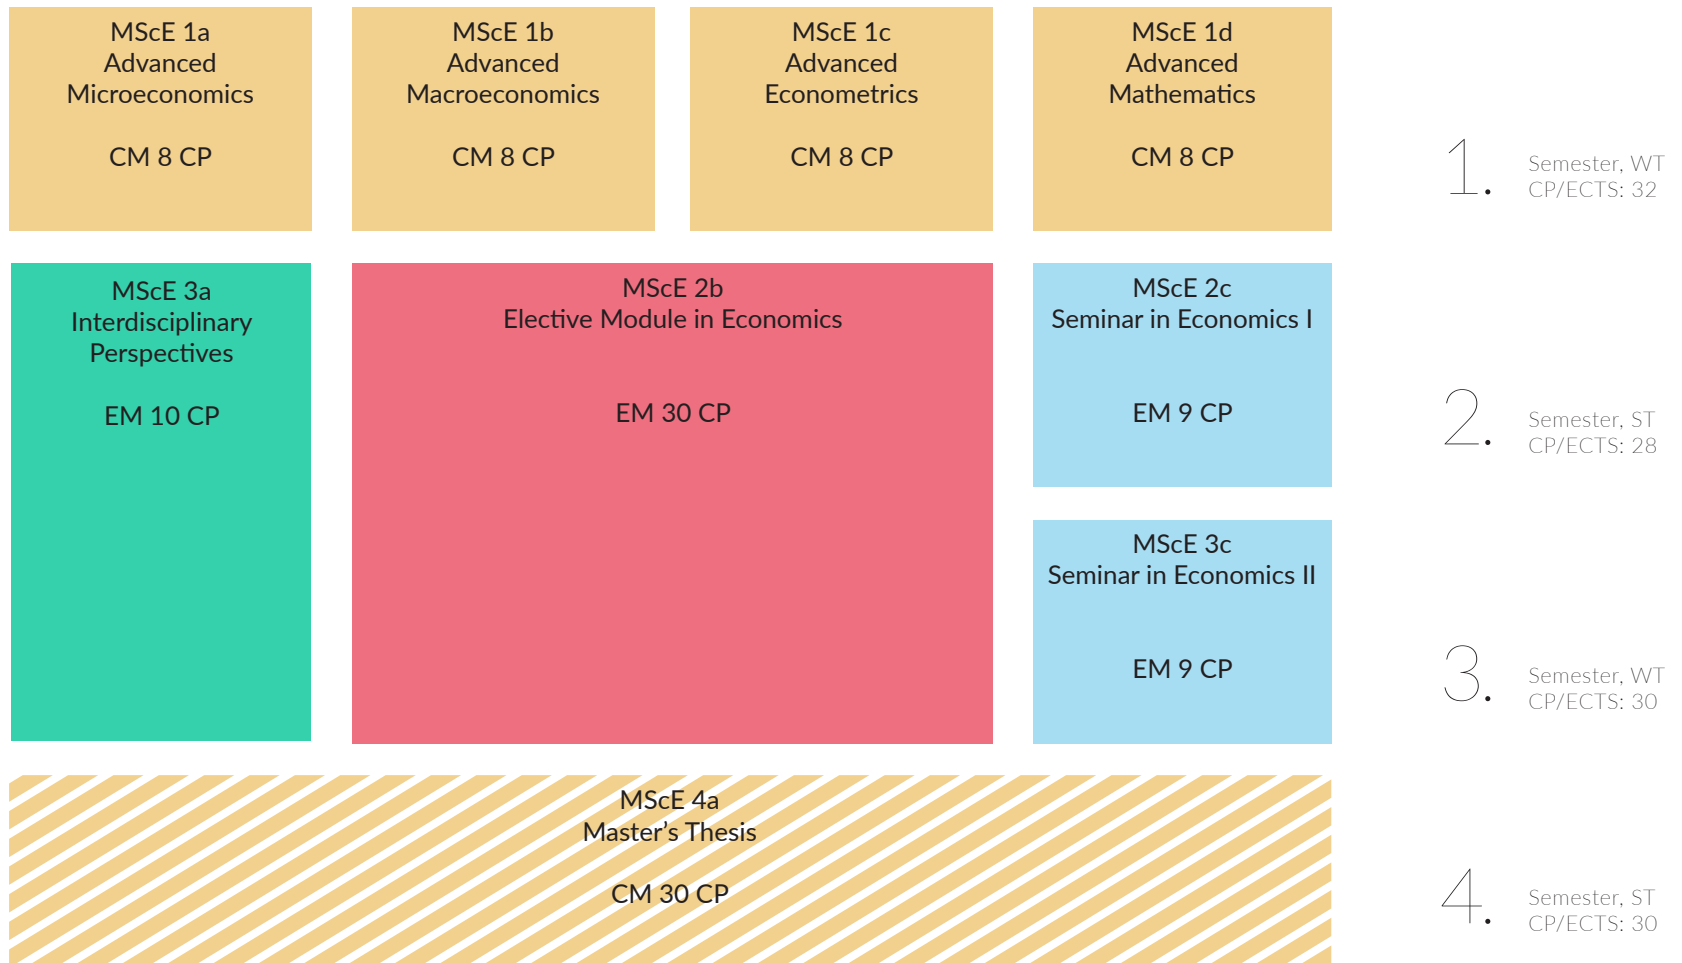 MScE 1a
Advanced
Microeconomics
CM 8 CP
MScE 1b
Advanced
Macroeconomics
CM 8 CP
MScE 1c
Advanced
Econometrics
CM 8 CP
MScE 1d
Advanced
Mathematics
CM 8 CP
1.
Semester, WT
CP/ECTS: 32
MScE 3a
Interdisciplinary
Perspectives
EM 10 CP
MScE 2b
Elective Module in Economics
EM 30 CP
MScE 2c
Seminar in Economics I
EM 9 CP
2.
Semester, ST
CP/ECTS: 28
MScE 3c
Seminar in Economics II
EM 9 CP
3.
Semester, WT
CP/ECTS: 30
MScE 4a
Master’s Thesis
CM 30 CP
4.
Semester, ST
CP/ECTS: 30